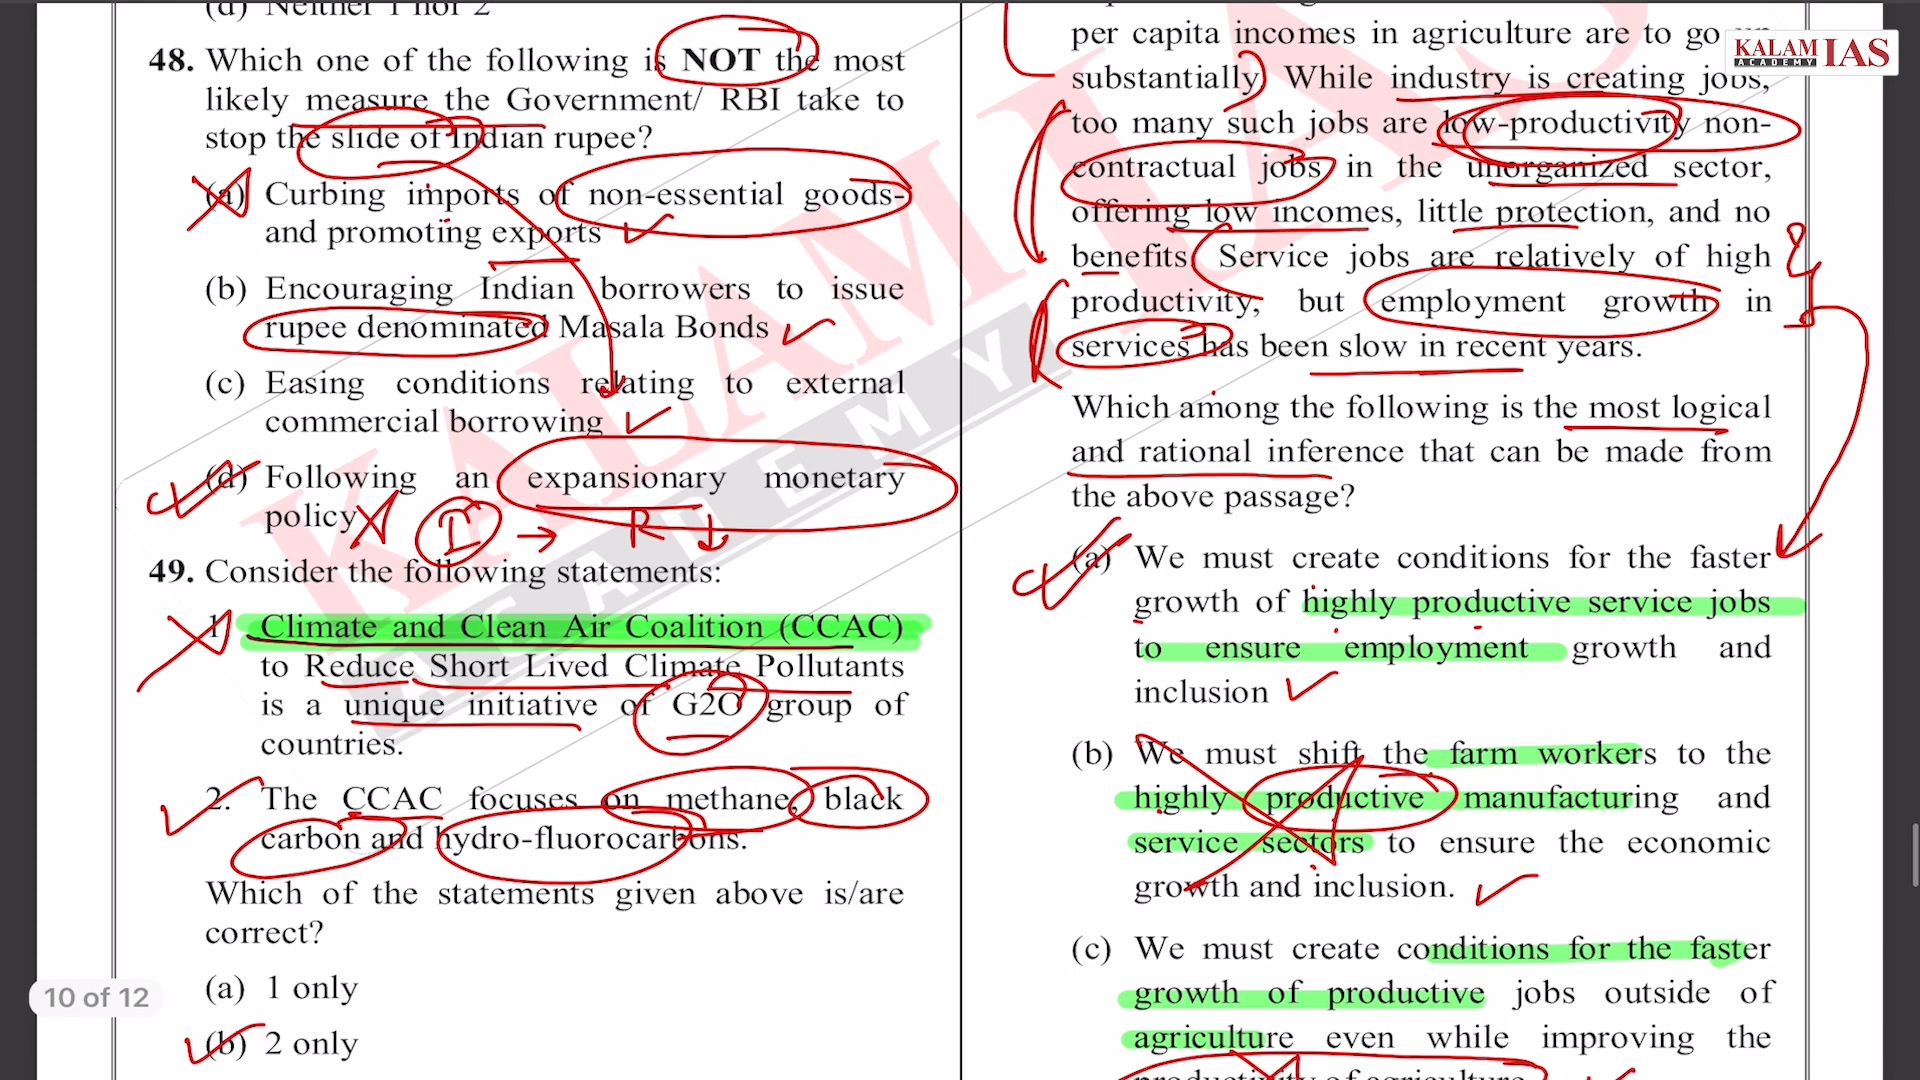 (d) Neither 1 nor 2
48. Which one of the following is NOT the most
likely measure the Government/ RBI take to
stop the slide of Indian rupee?
(a) Curbing imports of non-essential goods-
and promoting exports
(b) Encouraging Indian borrowers to issue
rupee denominated Masala Bonds
(c) Easing conditions relating to external
commercial borrowing
(d) Following an expansionary monetary
policy
I → R ↓
49. Consider the following statements:
1. Climate and Clean Air Coalition (CCAC)
to Reduce Short Lived Climate Pollutants
is a unique initiative of G2O group of
countries.
2. The CCAC focuses on methane, black
carbon and hydro-fluorocarbons.
Which of the statements given above is/are
correct?
(a) 1 only
(b) 2 only
10 of 12
per capita incomes in agriculture are to go up
substantially. While industry is creating jobs,
too many such jobs are low-productivity non-
contractual jobs in the unorganized sector,
offering low incomes, little protection, and no
benefits. Service jobs are relatively of high
productivity, but employment growth in
services has been slow in recent years.
Which among the following is the most logical
and rational inference that can be made from
the above passage?
(a) We must create conditions for the faster
growth of highly productive service jobs
to ensure employment growth and
inclusion
(b) We must shift the farm workers to the
highly productive manufacturing and
service sectors to ensure the economic
growth and inclusion.
(c) We must create conditions for the faster
growth of productive jobs outside of
agriculture even while improving the
productivity of agriculture.
KALAM IAS
ACADEMY
KALAM IAS
ACADEMY